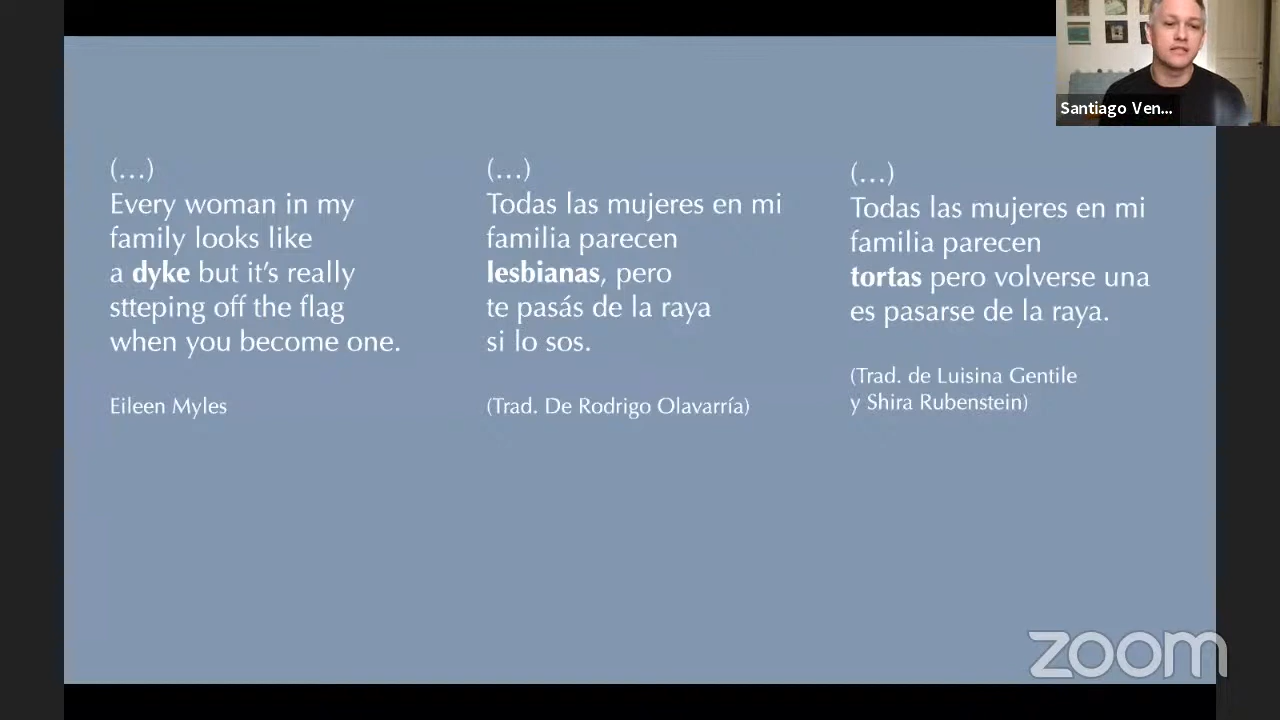 (…)
Every woman in my
family looks like
a dyke but it's really
stteping off the flag
when you become one.
Eileen Myles
(…)
Todas las mujeres en mi
familia parecen
lesbianas, pero
te pasás de la raya
si lo sos.
(Trad. De Rodrigo Olavarría)
(…)
Todas las mujeres en mi
familia parecen
tortas pero volverse una
es pasarse de la raya.
(Trad. de Luisina Gentile
y Shira Rubenstein)
Santiago Ven...
zoom